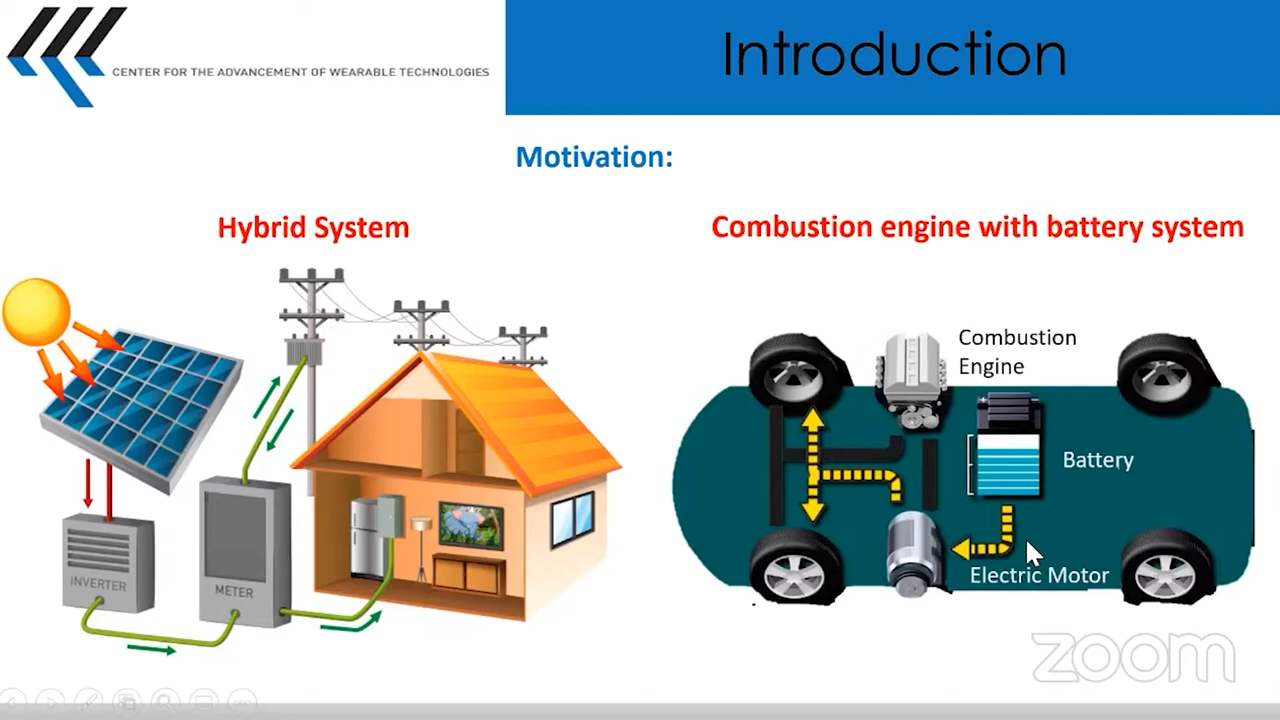 CENTER FOR THE ADVANCEMENT OF WEARABLE TECHNOLOGIES
Introduction
Motivation:
Hybrid System
Combustion engine with battery system
Combustion
Engine
Battery
INVERTER
METER
Electric Motor
zoom